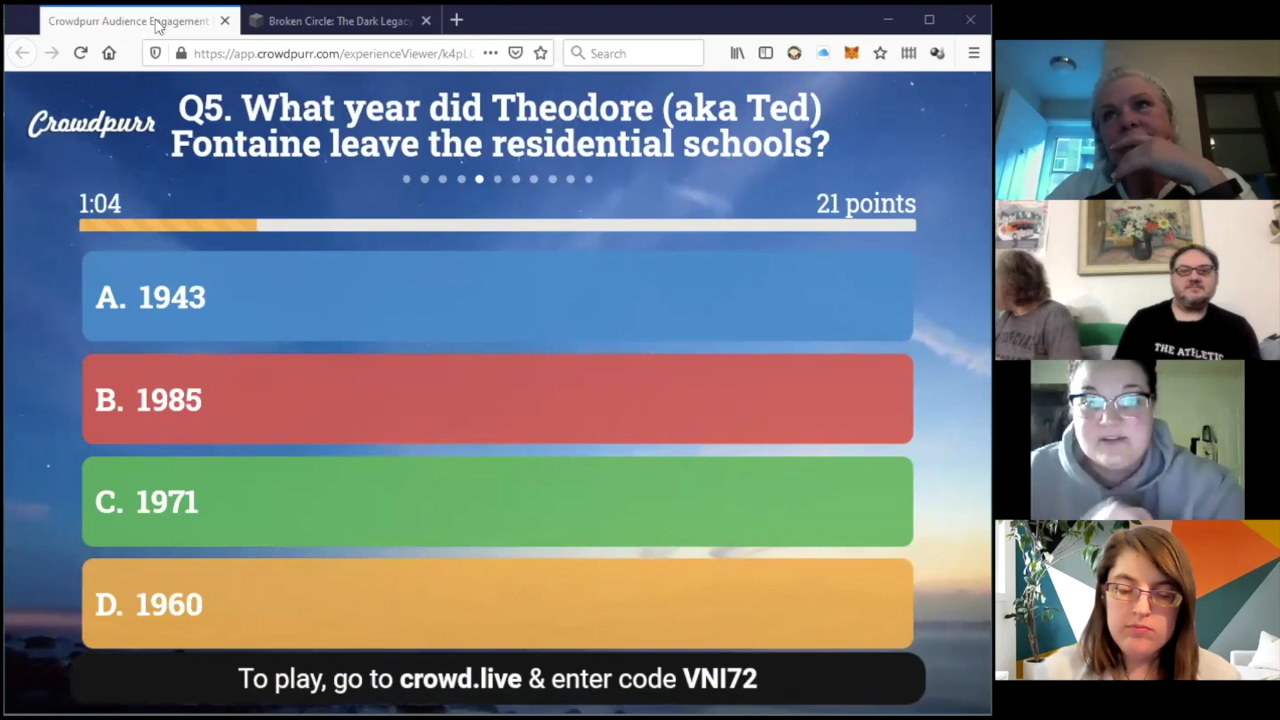 Crowdpurr Audience Engagement
Broken Circle: The Dark Legacy
https://app.crowdpurr.com/experienceViewer/k4pL
Search
Crowdpurr
Q5. What year did Theodore (aka Ted)
Fontaine leave the residential schools?
1:04
21 points
A. 1943
B. 1985
C. 1971
D. 1960
To play, go to crowd.live & enter code VNI72
THE ATHLETIC